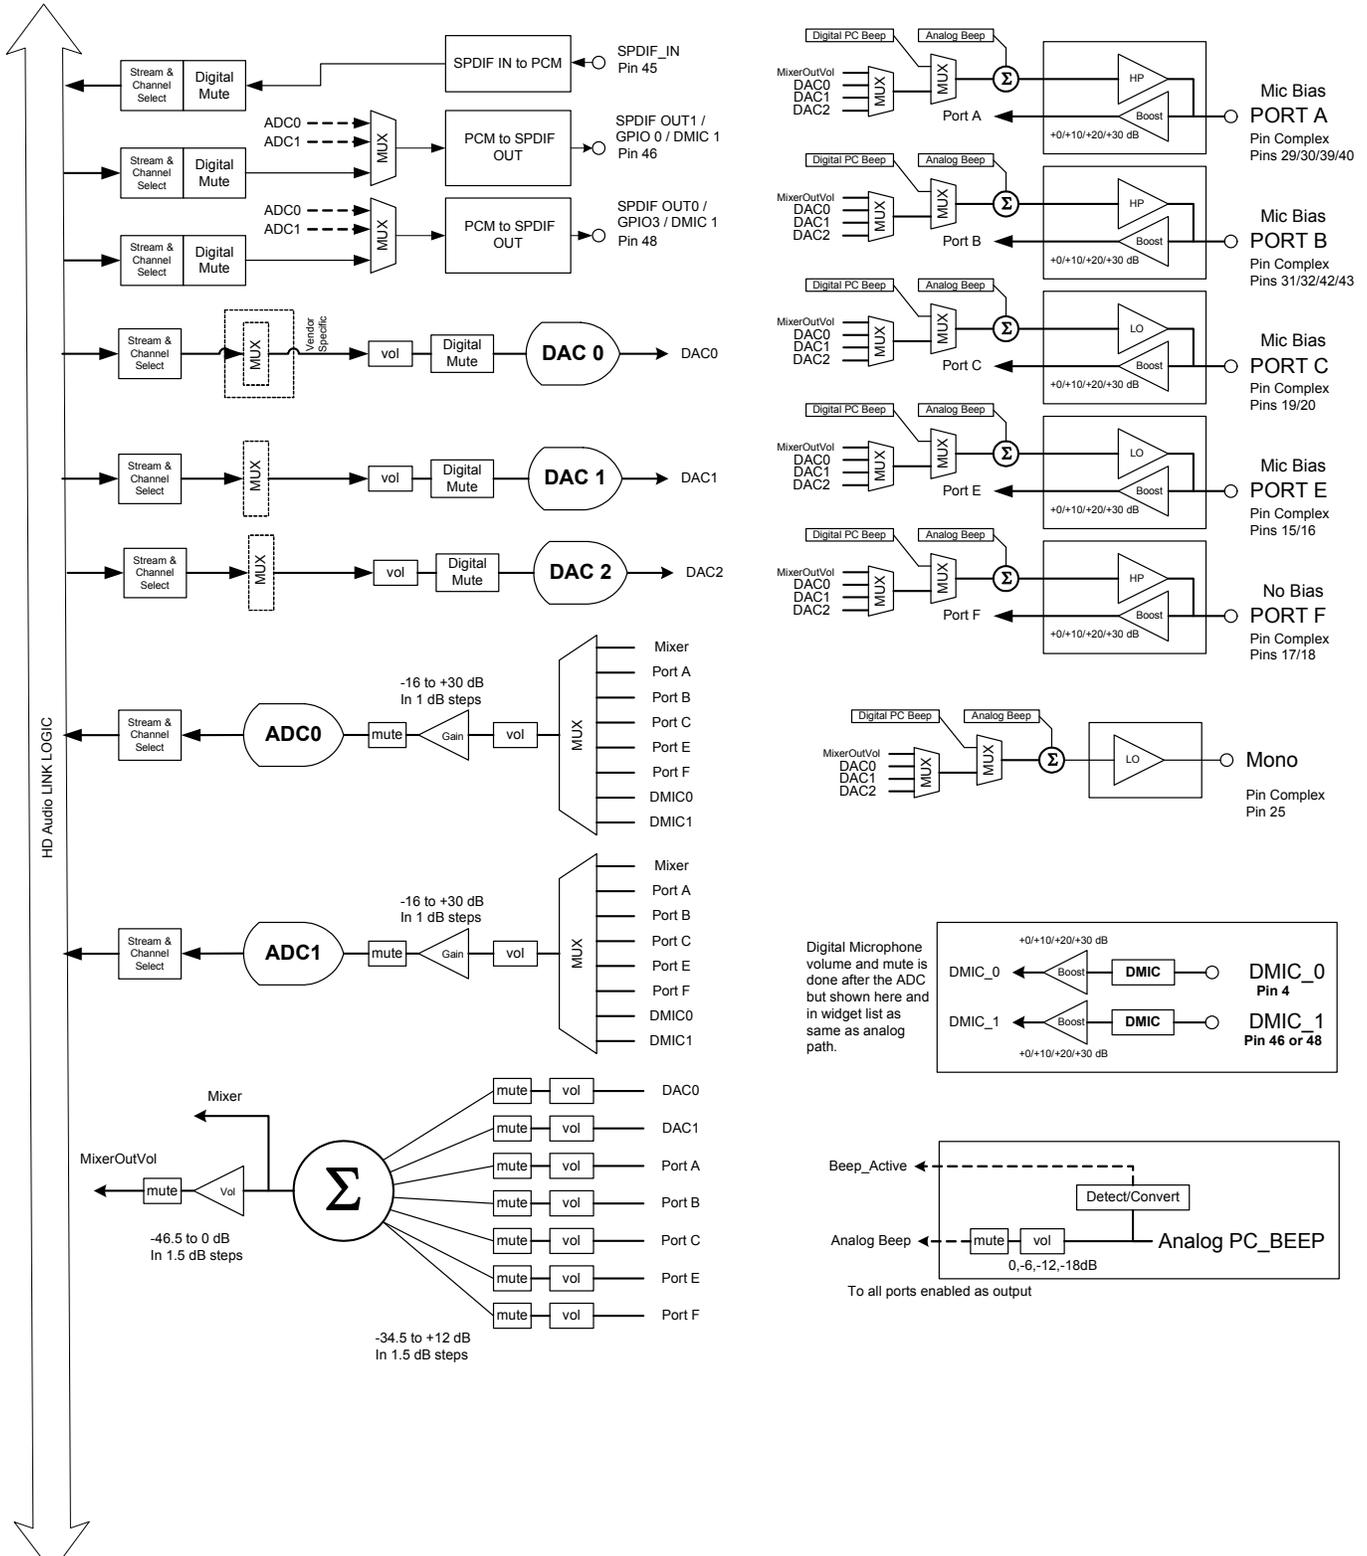 HD Audio LINK LOGIC
Stream &
Channel
Select
Digital
Mute
SPDIF IN to PCM
SPDIF_IN
Pin 45
ADC0
ADC1
Stream &
Channel
Select
Digital
Mute
MUX
PCM to SPDIF
OUT
SPDIF OUT1 /
GPIO 0 / DMIC 1
Pin 46
ADC0
ADC1
Stream &
Channel
Select
Digital
Mute
MUX
PCM to SPDIF
OUT
SPDIF OUT0 /
GPIO3 / DMIC 1
Pin 48
Stream &
Channel
Select
MUX
Vendor
Specific
vol
Digital
Mute
DAC 0
DAC0
Stream &
Channel
Select
MUX
vol
Digital
Mute
DAC 1
DAC1
Stream &
Channel
Select
MUX
vol
Digital
Mute
DAC 2
DAC2
Stream &
Channel
Select
ADC0
mute
-16 to +30 dB
In 1 dB steps
Gain
vol
MUX
Mixer
Port A
Port B
Port C
Port E
Port F
DMIC0
DMIC1
Stream &
Channel
Select
ADC1
mute
-16 to +30 dB
In 1 dB steps
Gain
vol
MUX
Mixer
Port A
Port B
Port C
Port E
Port F
DMIC0
DMIC1
Mixer
MixerOutVol
mute
Vol
-46.5 to 0 dB
In 1.5 dB steps
Σ
mute
vol
DAC0
mute
vol
DAC1
mute
vol
Port A
mute
vol
Port B
mute
vol
Port C
mute
vol
Port E
mute
vol
Port F
-34.5 to +12 dB
In 1.5 dB steps
Digital PC Beep
Analog Beep
MixerOutVol
DAC0
DAC1
DAC2
MUX
MUX
Σ
HP
Port A
Boost
+0/+10/+20/+30 dB
Mic Bias
PORT A
Pin Complex
Pins 29/30/39/40
Digital PC Beep
Analog Beep
MixerOutVol
DAC0
DAC1
DAC2
MUX
MUX
Σ
HP
Port B
Boost
+0/+10/+20/+30 dB
Mic Bias
PORT B
Pin Complex
Pins 31/32/42/43
Digital PC Beep
Analog Beep
MixerOutVol
DAC0
DAC1
DAC2
MUX
MUX
Σ
LO
Port C
Boost
+0/+10/+20/+30 dB
Mic Bias
PORT C
Pin Complex
Pins 19/20
Digital PC Beep
Analog Beep
MixerOutVol
DAC0
DAC1
DAC2
MUX
MUX
Σ
LO
Port E
Boost
+0/+10/+20/+30 dB
Mic Bias
PORT E
Pin Complex
Pins 15/16
Digital PC Beep
Analog Beep
MixerOutVol
DAC0
DAC1
DAC2
MUX
MUX
Σ
HP
Port F
Boost
+0/+10/+20/+30 dB
No Bias
PORT F
Pin Complex
Pins 17/18
Digital PC Beep
Analog Beep
MixerOutVol
DAC0
DAC1
DAC2
MUX
MUX
Σ
LO
Mono
Pin Complex
Pin 25
Digital Microphone
volume and mute is
done after the ADC
but shown here and
in widget list as
same as analog
path.
+0/+10/+20/+30 dB
DMIC_0
Boost
DMIC
DMIC_0
Pin 4
DMIC_1
Boost
DMIC
DMIC_1
Pin 46 or 48
+0/+10/+20/+30 dB
Beep_Active
Detect/Convert
Analog Beep
mute
vol
Analog PC_BEEP
0,-6,-12,-18dB
To all ports enabled as output